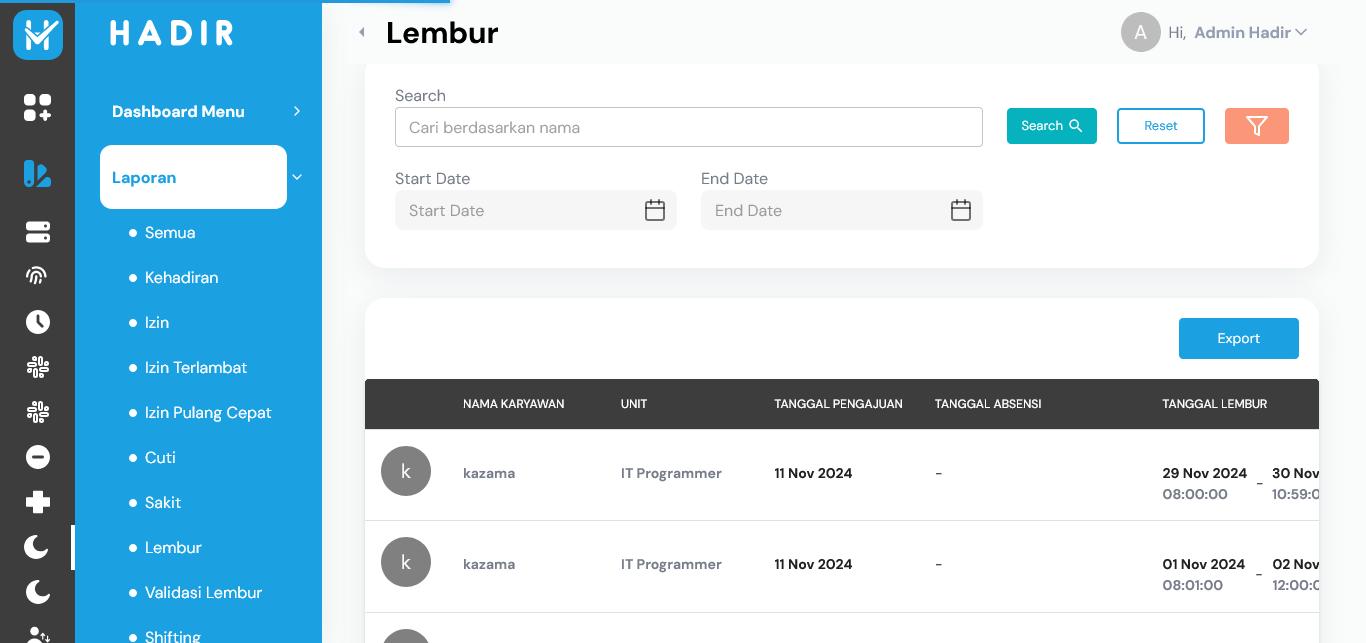 HADIR
Lembur
A
Hi, Admin Hadir
Dashboard Menu
Laporan
Semua
Kehadiran
Izin
Izin Terlambat
Izin Pulang Cepat
Cuti
Sakit
Lembur
Validasi Lembur
Shifting
Search
Cari berdasarkan nama
Search
Reset
Start Date
End Date
Start Date
End Date
Export
NAMA KARYAWAN UNIT TANGGAL PENGAJUAN TANGGAL ABSENSI TANGGAL LEMBUR
k kazama IT Programmer 11 Nov 2024 - 29 Nov 2024 - 30 Nov
08:00:00 10:59:0
k kazama IT Programmer 11 Nov 2024 - 01 Nov 2024 - 02 Nov
08:01:00 12:00:0